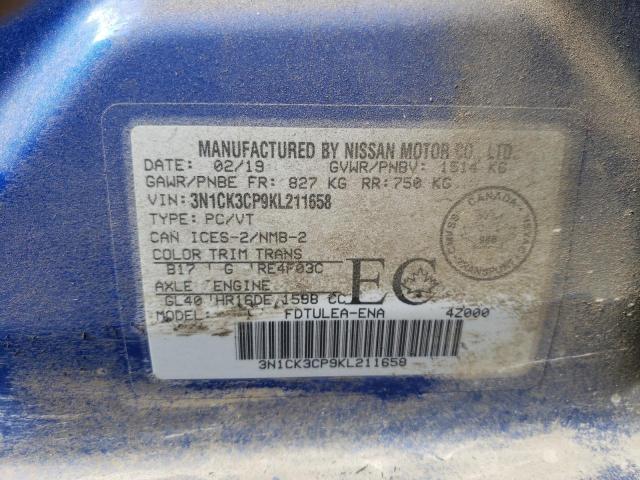 MANUFACTURED BY NISSAN MOTOR CO., LTD.
DATE: 02/19 GVWR/PNBV: 1514 KG
GAWR/PNBE FR: 827 KG RR: 750 KG
VIN: 3N1CK3CP9KL211658
TYPE: PC/VT
CAN ICES-2/NMB-2
COLOR TRIM TRANS
B17 G RE4F03C
AXLE ENGINE
GL40 HR16DE 1598 CC
EC
MODEL: FDTULEA-ENA 4Z000
3N1CK3CP9KL211658
CANADA
TRANSPORT